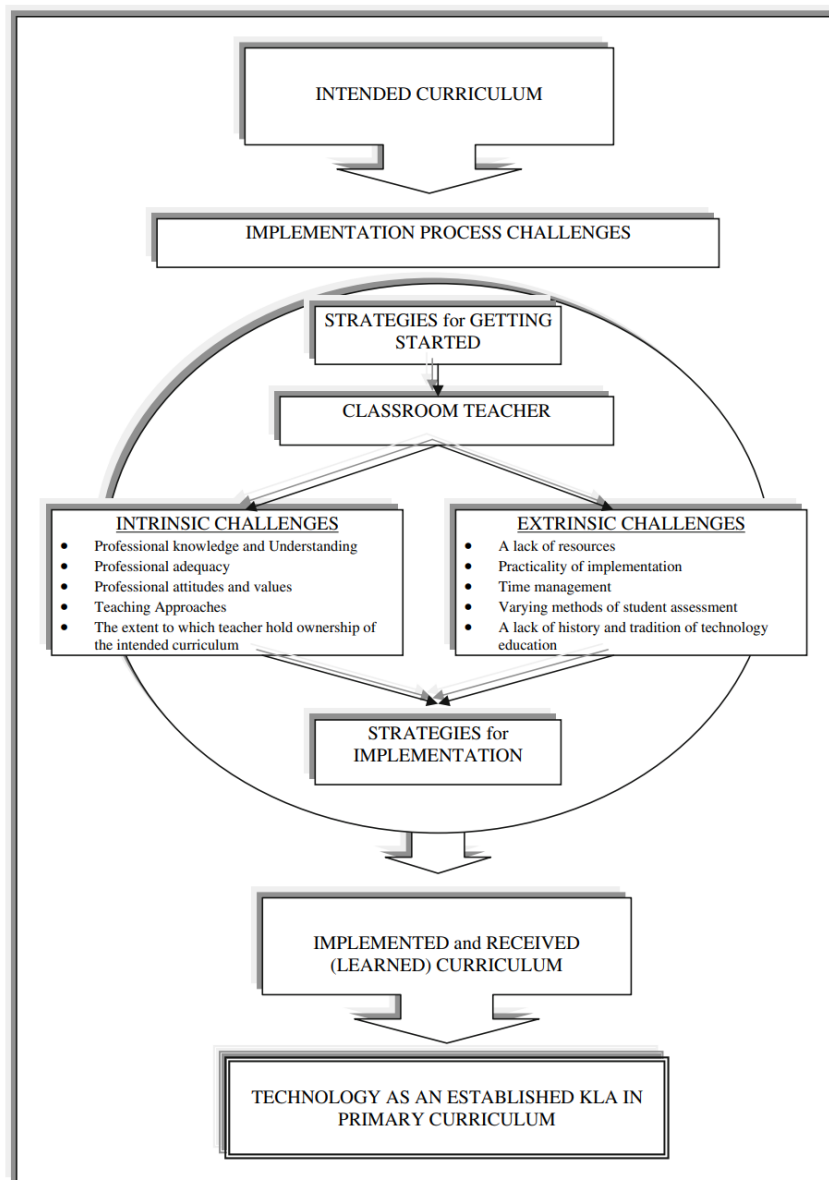 INTENDED CURRICULUM
IMPLEMENTATION PROCESS CHALLENGES
STRATEGIES for GETTING
STARTED
CLASSROOM TEACHER
INTRINSIC CHALLENGES
• Professional knowledge and Understanding
• Professional adequacy
• Professional attitudes and values
• Teaching Approaches
• The extent to which teacher hold ownership of
the intended curriculum
EXTRINSIC CHALLENGES
• A lack of resources
• Practicality of implementation
• Time management
• Varying methods of student assessment
• A lack of history and tradition of technology
education
STRATEGIES for
IMPLEMENTATION
IMPLEMENTED and RECEIVED
(LEARNED) CURRICULUM
TECHNOLOGY AS AN ESTABLISHED KLA IN
PRIMARY CURRICULUM